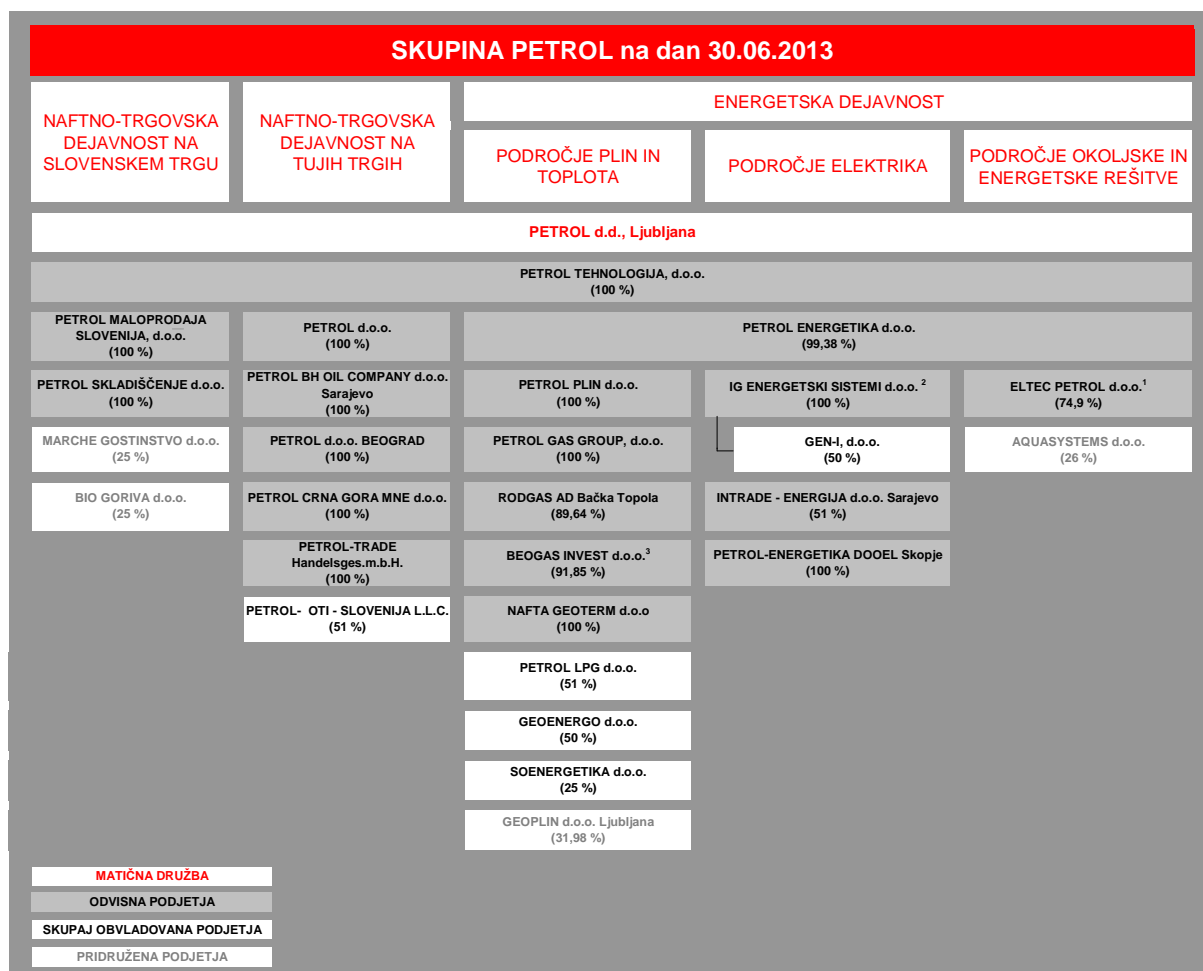 SKUPINA PETROL na dan 30.06.2013
NAFTNO-TRGOVSKA
DEJAVNOST NA
SLOVENSKEM TRGU
NAFTNO-TRGOVSKA
DEJAVNOST NA
TUJIH TRGIH
ENERGETSKA DEJAVNOST
PODROČJE PLIN IN
TOPLOTA
PODROČJE ELEKTRIKA
PODROČJE OKOLJSKE IN
ENERGETSKE REŠITVE
PETROL d.d., Ljubljana
PETROL TEHNOLOGIJA, d.o.o.
(100 %)
PETROL MALOPRODAJA
SLOVENIJA, d.o.o.
(100 %)
PETROL SKLADIŠČENJE d.o.o.
(100 %)
MARCHE GOSTINSTVO d.o.o.
(25 %)
BIO GORIVA d.o.o.
(25 %)
PETROL d.o.o.
(100 %)
PETROL BH OIL COMPANY d.o.o.
Sarajevo
(100 %)
PETROL d.o.o. BEOGRAD
(100 %)
PETROL CRNA GORA MNE d.o.o.
(100 %)
PETROL-TRADE
Handelsges.m.b.H.
(100 %)
PETROL- OTI - SLOVENIJA L.L.C.
(51 %)
PETROL ENERGETIKA d.o.o.
(99,38 %)
PETROL PLIN d.o.o.
(100 %)
PETROL GAS GROUP, d.o.o.
(100 %)
RODGAS AD Bačka Topola
(89,64 %)
BEOGAS INVEST d.o.o.³
(91,85 %)
NAFTA GEOTERM d.o.o
(100 %)
PETROL LPG d.o.o.
(51 %)
GEOENERGO d.o.o.
(50 %)
SOENERGETIKA d.o.o.
(25 %)
GEOPLIN d.o.o. Ljubljana
(31,98 %)
IG ENERGETSKI SISTEMI d.o.o. ²
(100 %)
GEN-I, d.o.o.
(50 %)
INTRADE - ENERGIJA d.o.o. Sarajevo
(51 %)
PETROL-ENERGETIKA DOOEL Skopje
(100 %)
ELTEC PETROL d.o.o.¹
(74,9 %)
AQUASYSTEMS d.o.o.
(26 %)
MATIČNA DRUŽBA
ODVISNA PODJETJA
SKUPAJ OBVLADOVANA PODJETJA
PRIDRUŽENA PODJETJA